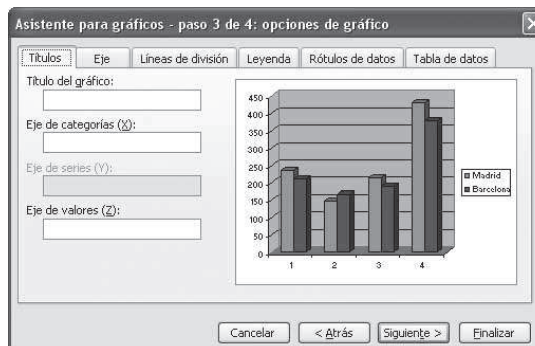 Asistente para gráficos - paso 3 de 4: opciones de gráfico
Títulos Eje Líneas de división Leyenda Rótulos de datos Tabla de datos
Título del gráfico:
Eje de categorías (X):
Eje de series (Y):
Eje de valores (Z):
450
400
350
300
250
200
150
100
50
0
1 2 3 4
Madrid
Barcelona
Cancelar < Atrás Siguiente > Finalizar